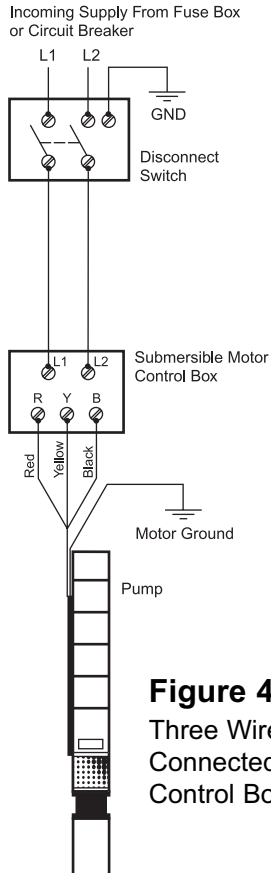 Incoming Supply From Fuse Box
or Circuit Breaker
L1 L2
GND
Disconnect
Switch
L1 L2
Submersible Motor
Control Box
R Y B
Red
Yellow
Black
Motor Ground
Pump
Figure 4
Three Wire
Connected
Control Bo